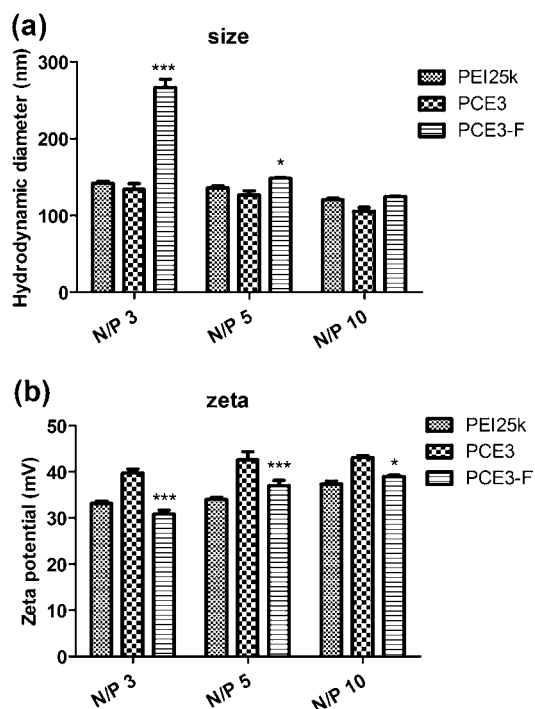 (a)
size
Hydrodynamic diameter (nm)
300
200
100
0
***
*
N/P 3
N/P 5
N/P 10
PEI25k
PCE3
PCE3-F
(b)
zeta
Zeta potential (mV)
50
40
30
20
10
0
***
***
*
N/P 3
N/P 5
N/P 10
PEI25k
PCE3
PCE3-F